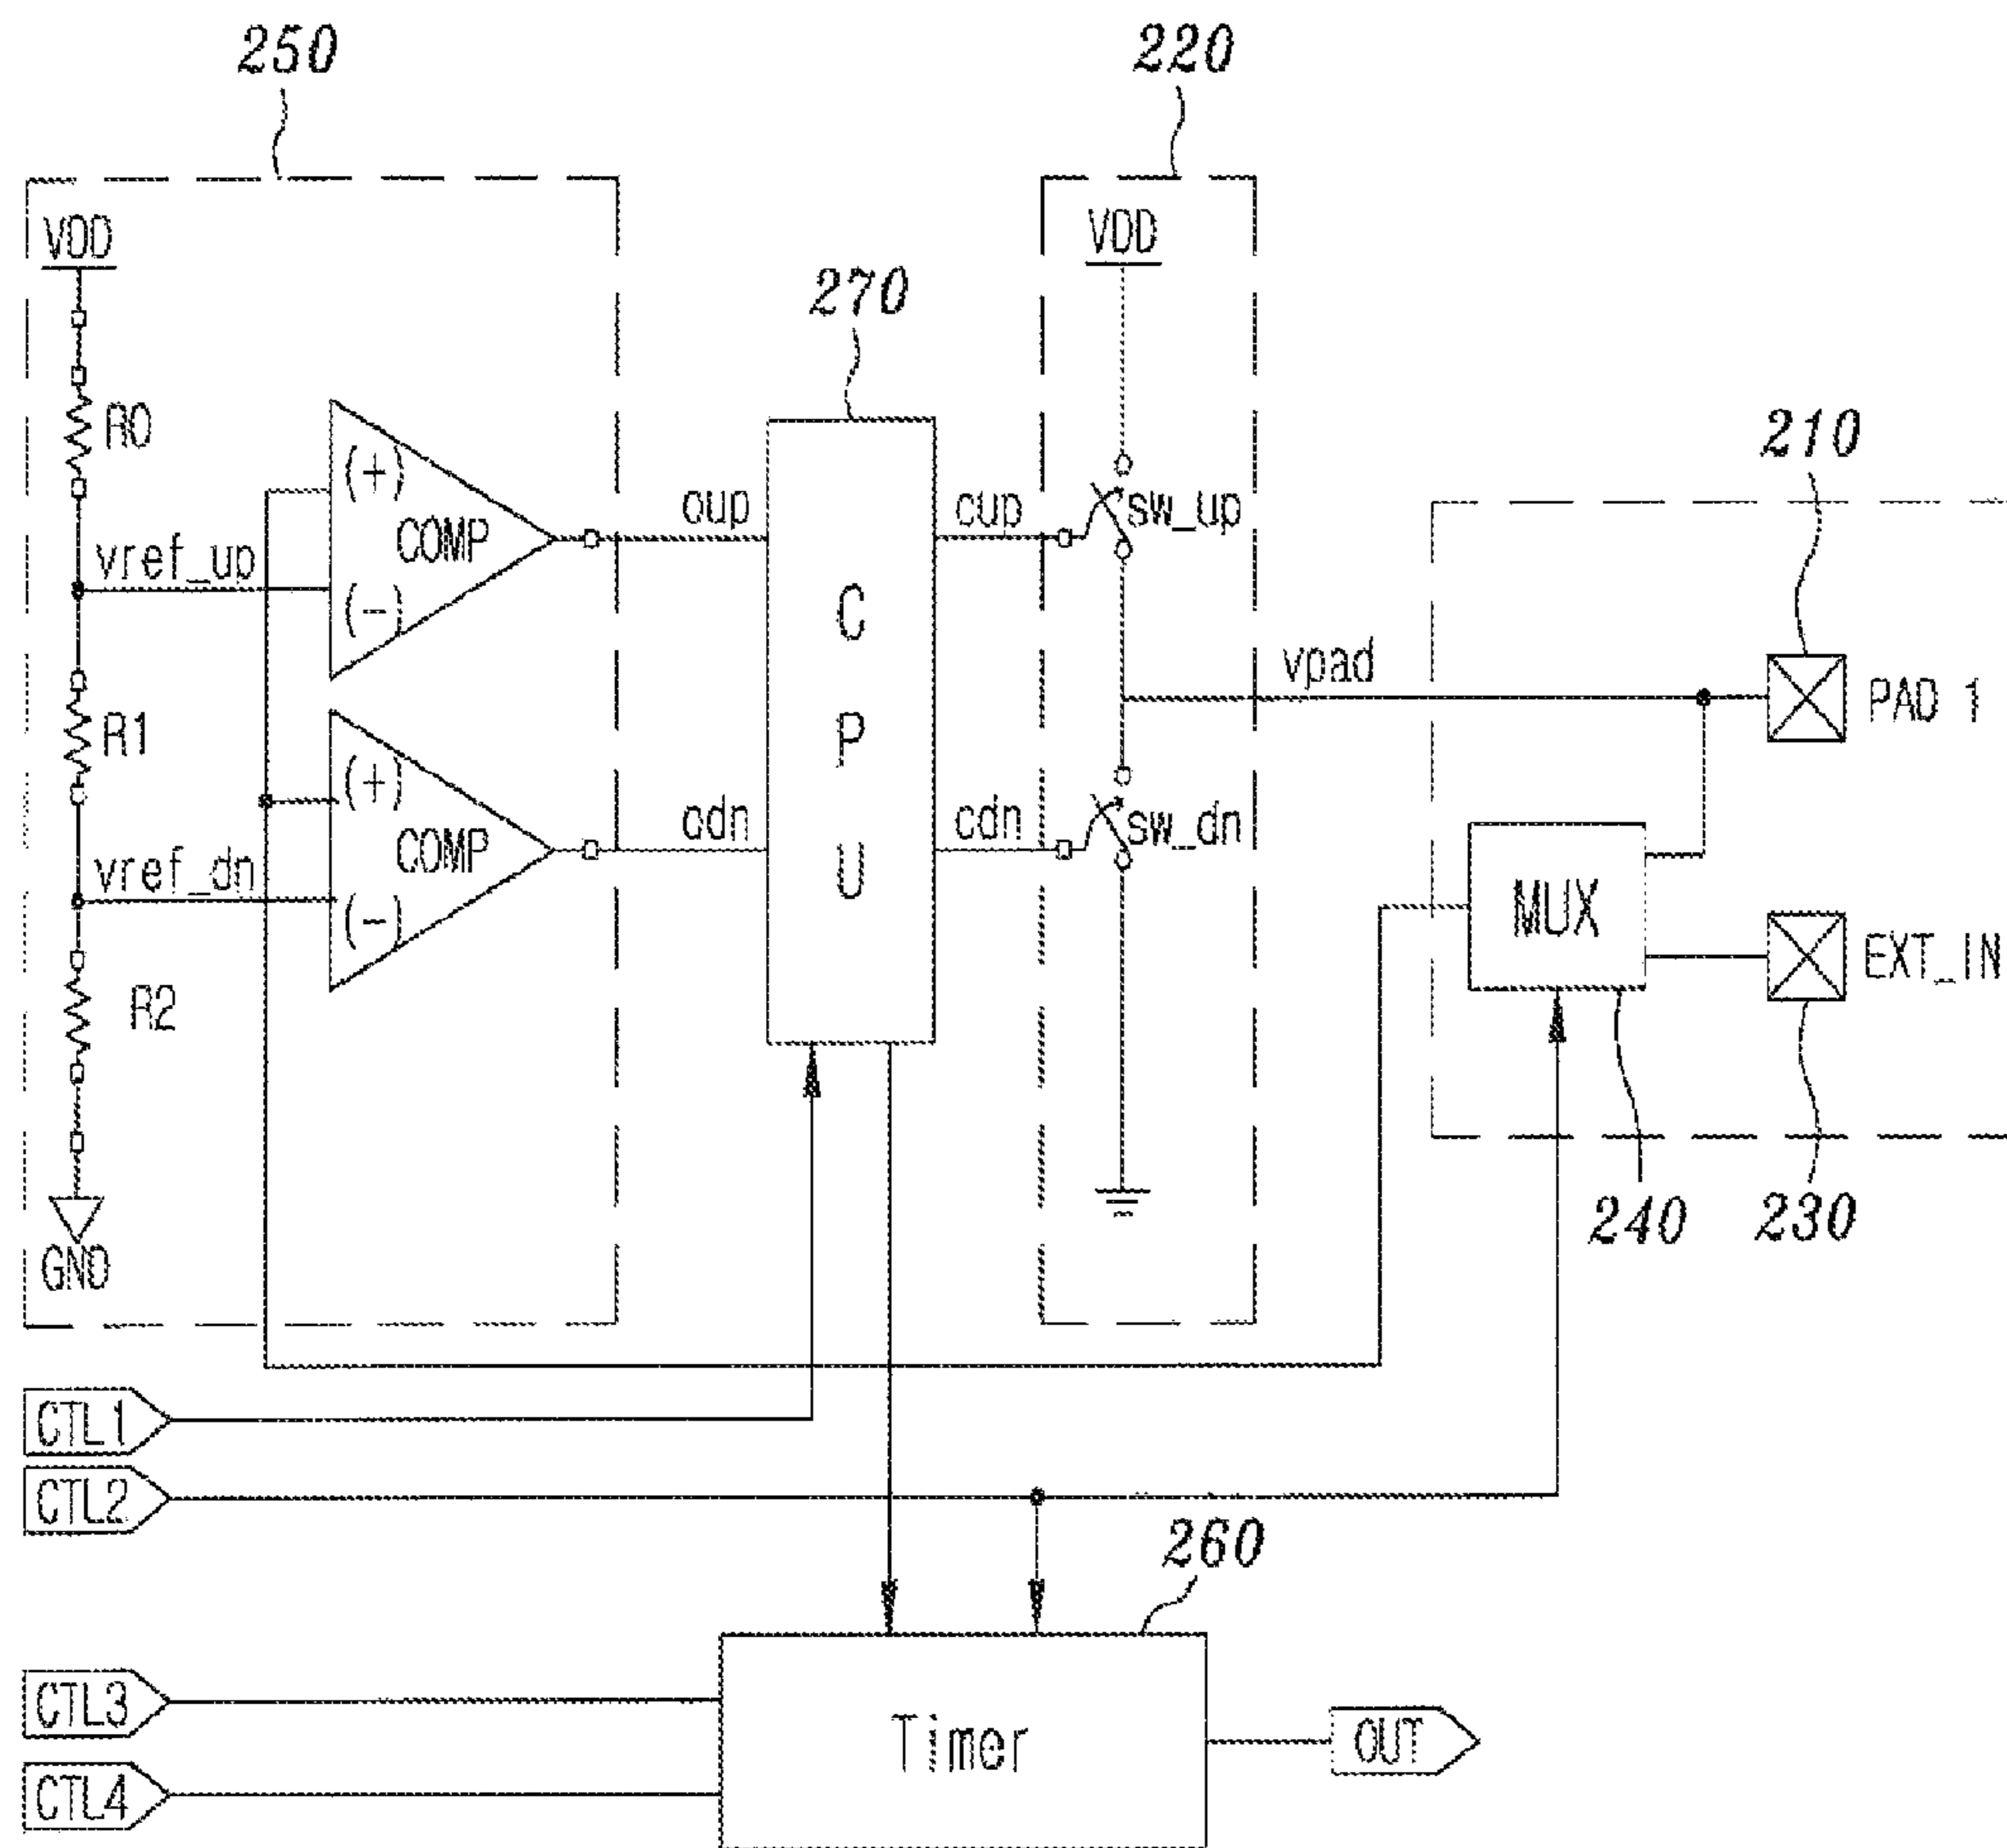 250
220
VDD
VDD
270
R0
210
(+)
COMP
(-)
oup
cup
sw_up
vref_up
C
P
U
vpad
PAD 1
R1
(+)
COMP
(-)
odn
cdn
sw_dn
vref_dn
MUX
EXT_IN
R2
240
230
GND
CTL1
CTL2
260
CTL3
Timer
OUT
CTL4